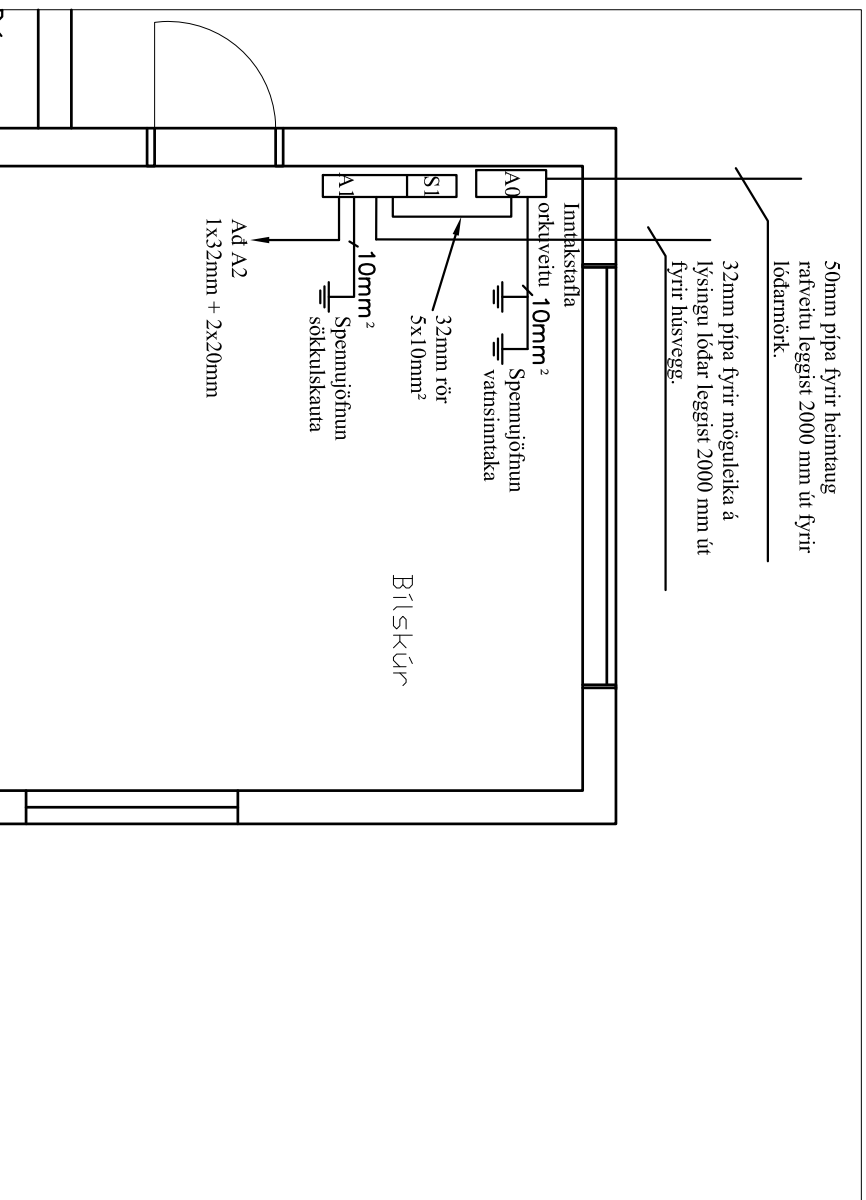 50mm pípa fyrir heimtaug
rafveitu leggist 2000 mm út fyrir
lóðarmörk.
32mm pípa fyrir möguleika á
lýsingu lóðar leggist 2000 mm út
fyrir húsvegg.
Inntakstafla
orkuveitu
A0
S1
A1
10mm²
Spennujöfnun
vatnsinntaka
32mm rör
5x10mm²
10mm²
Spennujöfnun
sökkulskauta
Að A2
1x32mm + 2x20mm
Bílskúr